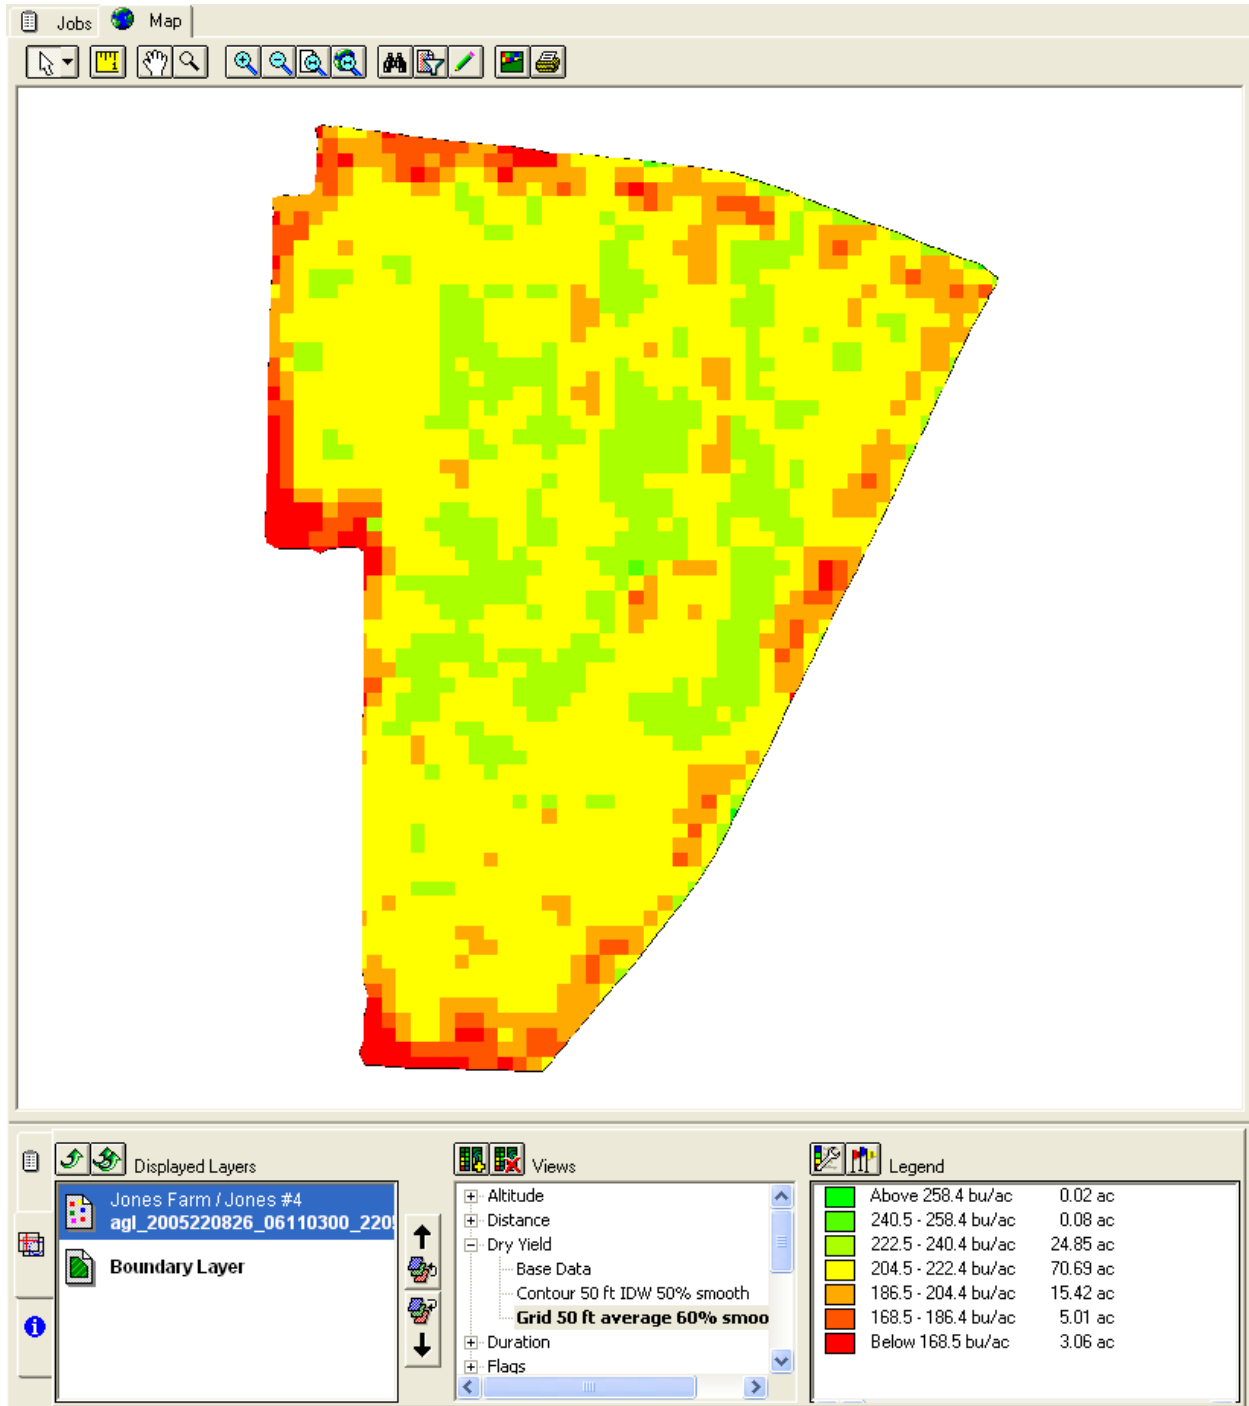 Jobs Map
Displayed Layers
Jones Farm / Jones #4
agl_2005220826_06110300_220
Boundary Layer
Views
Altitude
Distance
Dry Yield
Base Data
Contour 50 ft IDW 50% smooth
Grid 50 ft average 60% smoo
Duration
Flags
Legend
Above 258.4 bu/ac 0.02 ac
240.5 - 258.4 bu/ac 0.08 ac
222.5 - 240.4 bu/ac 24.85 ac
204.5 - 222.4 bu/ac 70.69 ac
186.5 - 204.4 bu/ac 15.42 ac
168.5 - 186.4 bu/ac 5.01 ac
Below 168.5 bu/ac 3.06 ac